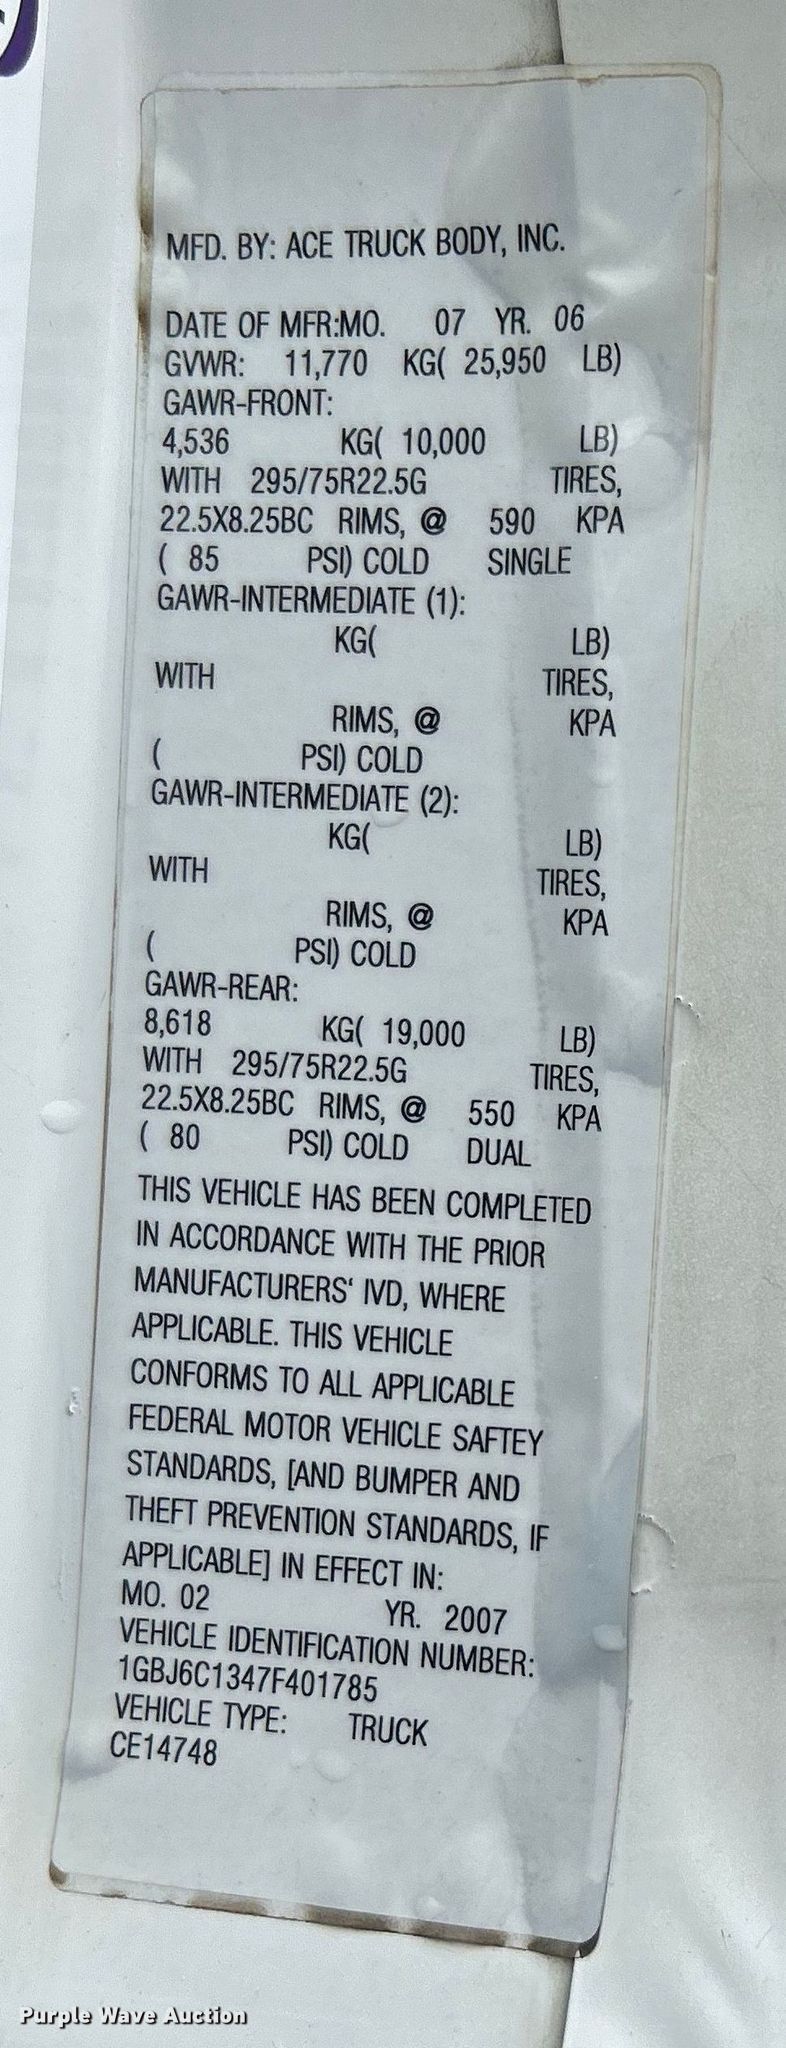 MFD. BY: ACE TRUCK BODY, INC.
DATE OF MFR:MO. 07 YR. 06
GVWR: 11,770 KG( 25,950 LB)
GAWR-FRONT:
4,536 KG( 10,000 LB)
WITH 295/75R22.5G TIRES,
22.5X8.25BC RIMS, @ 590 KPA
( 85 PSI) COLD SINGLE
GAWR-INTERMEDIATE (1):
KG( LB)
WITH TIRES,
RIMS, @ KPA
( PSI) COLD
GAWR-INTERMEDIATE (2):
KG( LB)
WITH TIRES,
RIMS, @ KPA
( PSI) COLD
GAWR-REAR:
8,618 KG( 19,000 LB)
WITH 295/75R22.5G TIRES,
22.5X8.25BC RIMS, @ 550 KPA
( 80 PSI) COLD DUAL
THIS VEHICLE HAS BEEN COMPLETED
IN ACCORDANCE WITH THE PRIOR
MANUFACTURERS' IVD, WHERE
APPLICABLE. THIS VEHICLE
CONFORMS TO ALL APPLICABLE
FEDERAL MOTOR VEHICLE SAFTEY
STANDARDS, [AND BUMPER AND
THEFT PREVENTION STANDARDS, IF
APPLICABLE] IN EFFECT IN:
MO. 02 YR. 2007
VEHICLE IDENTIFICATION NUMBER:
1GBJ6C1347F401785
VEHICLE TYPE: TRUCK
CE14748
Purple Wave Auction